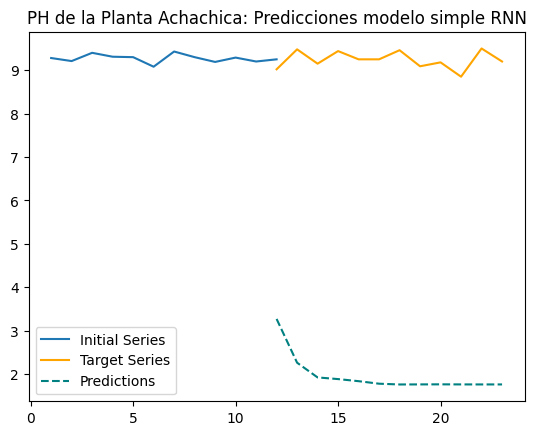 PH de la Planta Achachica: Predicciones modelo simple RNN
9
8
7
6
5
4
3
2
Initial Series
Target Series
Predictions
0 5 10 15 20